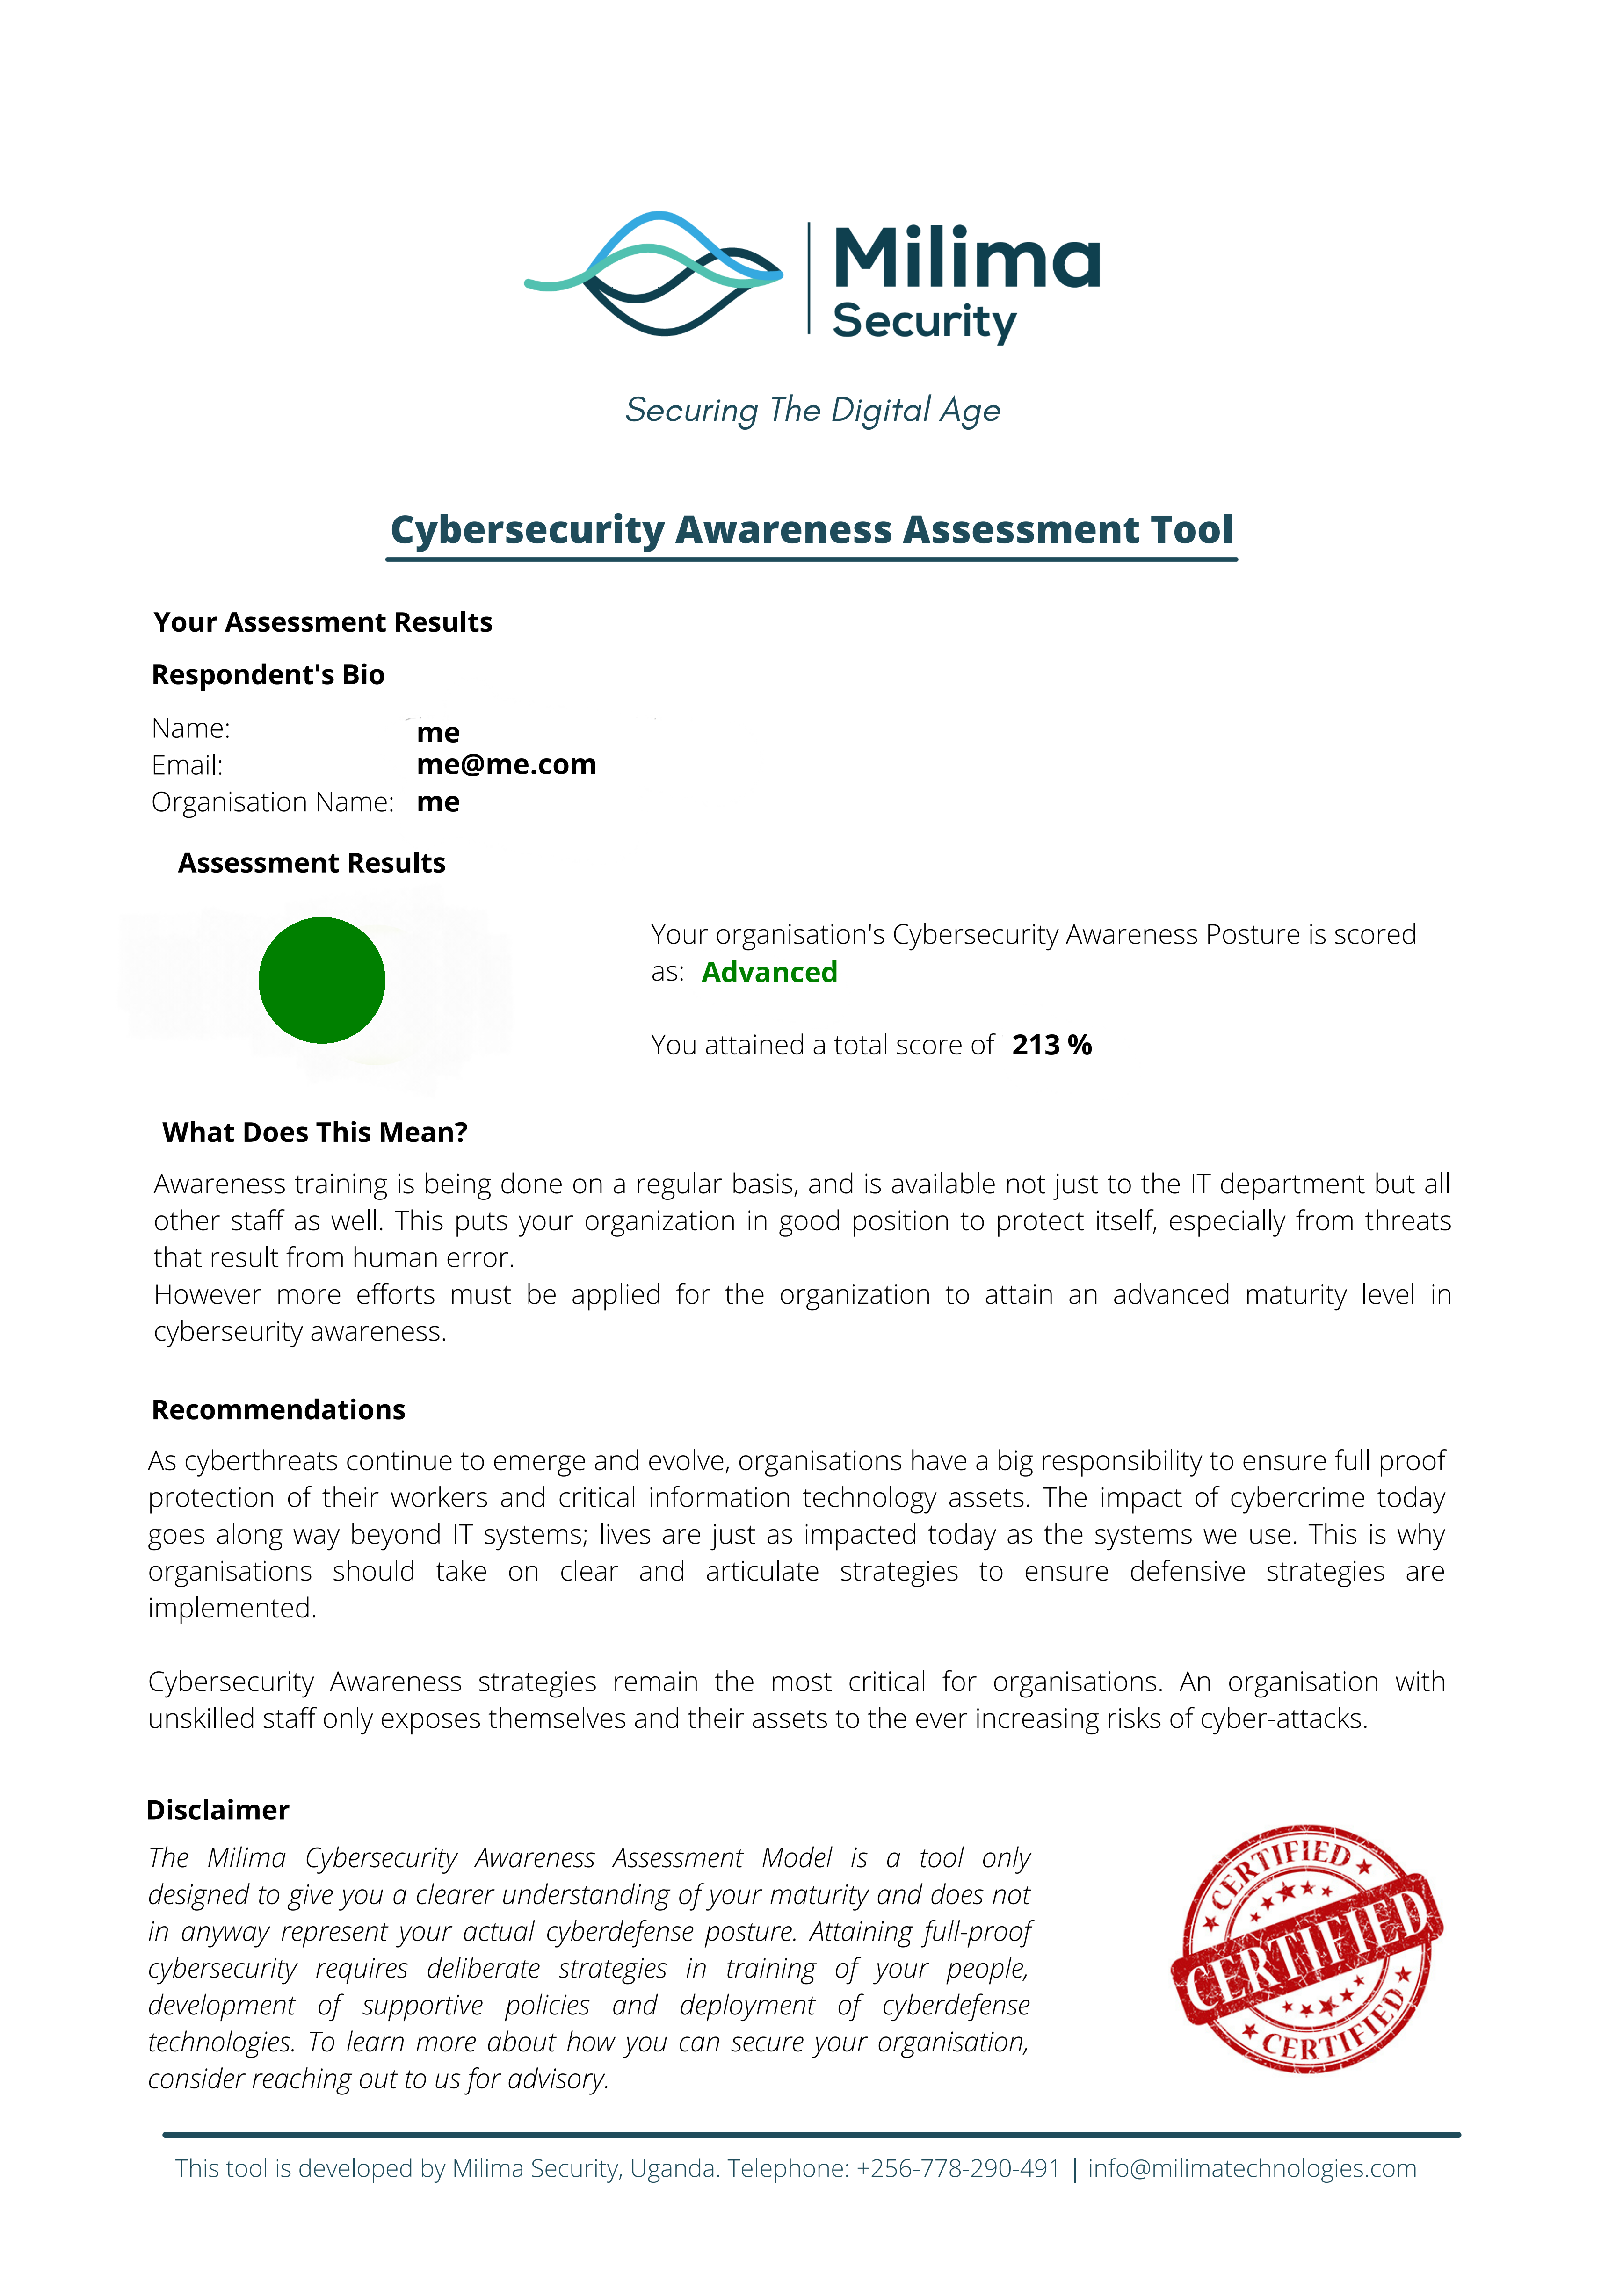 Milima
Security
Securing The Digital Age
Cybersecurity Awareness Assessment Tool
Your Assessment Results
Respondent's Bio
Name: me
Email: me@me.com
Organisation Name: me
Assessment Results
Your organisation's Cybersecurity Awareness Posture is scored
as: Advanced
You attained a total score of 213 %
What Does This Mean?
Awareness training is being done on a regular basis, and is available not just to the IT department but all
other staff as well. This puts your organization in good position to protect itself, especially from threats
that result from human error.
However more efforts must be applied for the organization to attain an advanced maturity level in
cyberseurity awareness.
Recommendations
As cyberthreats continue to emerge and evolve, organisations have a big responsibility to ensure full proof
protection of their workers and critical information technology assets. The impact of cybercrime today
goes along way beyond IT systems; lives are just as impacted today as the systems we use. This is why
organisations should take on clear and articulate strategies to ensure defensive strategies are
implemented.
Cybersecurity Awareness strategies remain the most critical for organisations. An organisation with
unskilled staff only exposes themselves and their assets to the ever increasing risks of cyber-attacks.
Disclaimer
The Milima Cybersecurity Awareness Assessment Model is a tool only
designed to give you a clearer understanding of your maturity and does not
in anyway represent your actual cyberdefense posture. Attaining full-proof
cybersecurity requires deliberate strategies in training of your people,
development of supportive policies and deployment of cyberdefense
technologies. To learn more about how you can secure your organisation,
consider reaching out to us for advisory.
CERTIFIED
CERTIFIED
CERTIFIED
This tool is developed by Milima Security, Uganda. Telephone: +256-778-290-491 | info@milimatechnologies.com